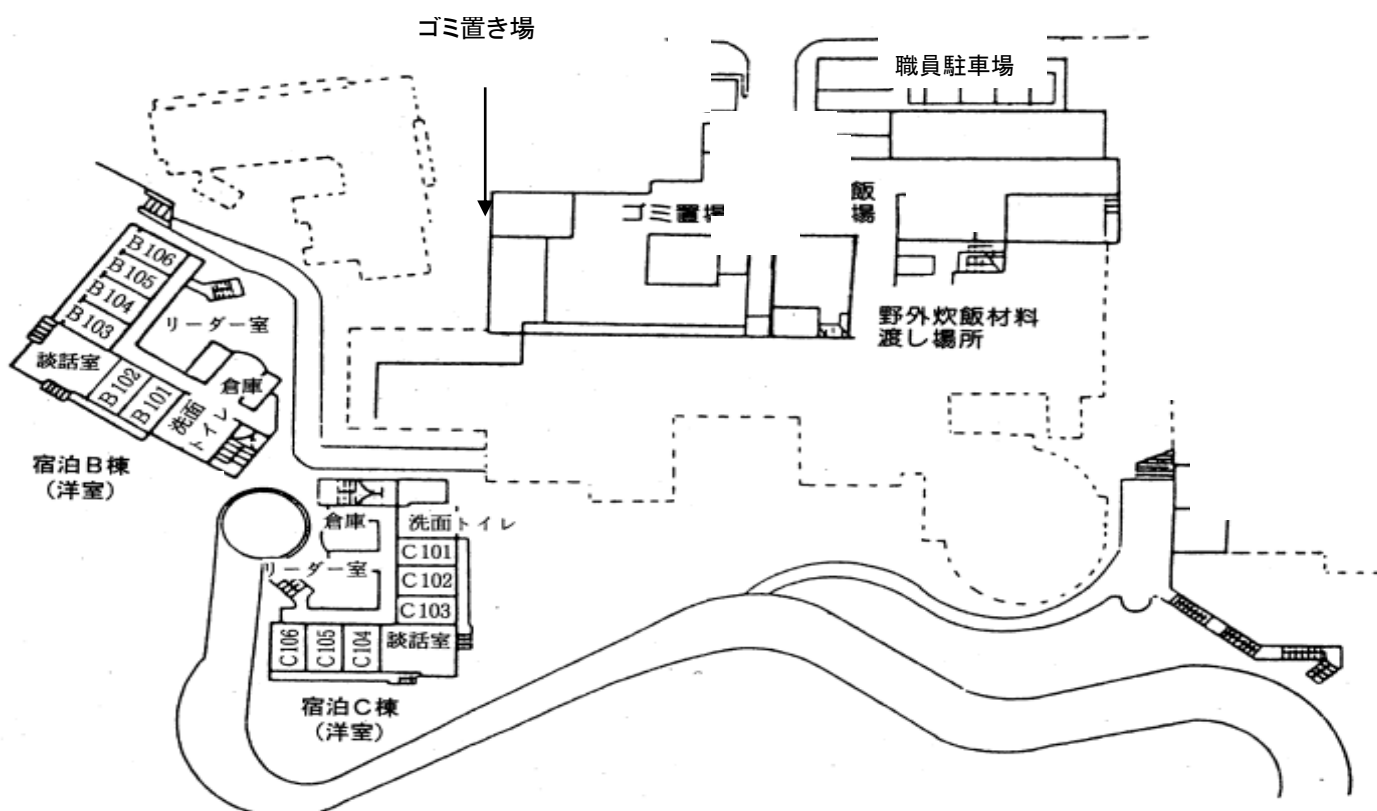 ゴミ置き場
職員駐車場
飯
場
ゴミ置場
野外炊飯材料
渡し場所
B106
B105
B104
B103
リーダー室
談話室
B102
B101
倉庫
洗面
トイレ
宿泊B棟
(洋室)
倉庫
洗面トイレ
C101
リーダー室
C102
C103
C106
C105
C104
談話室
宿泊C棟
(洋室)